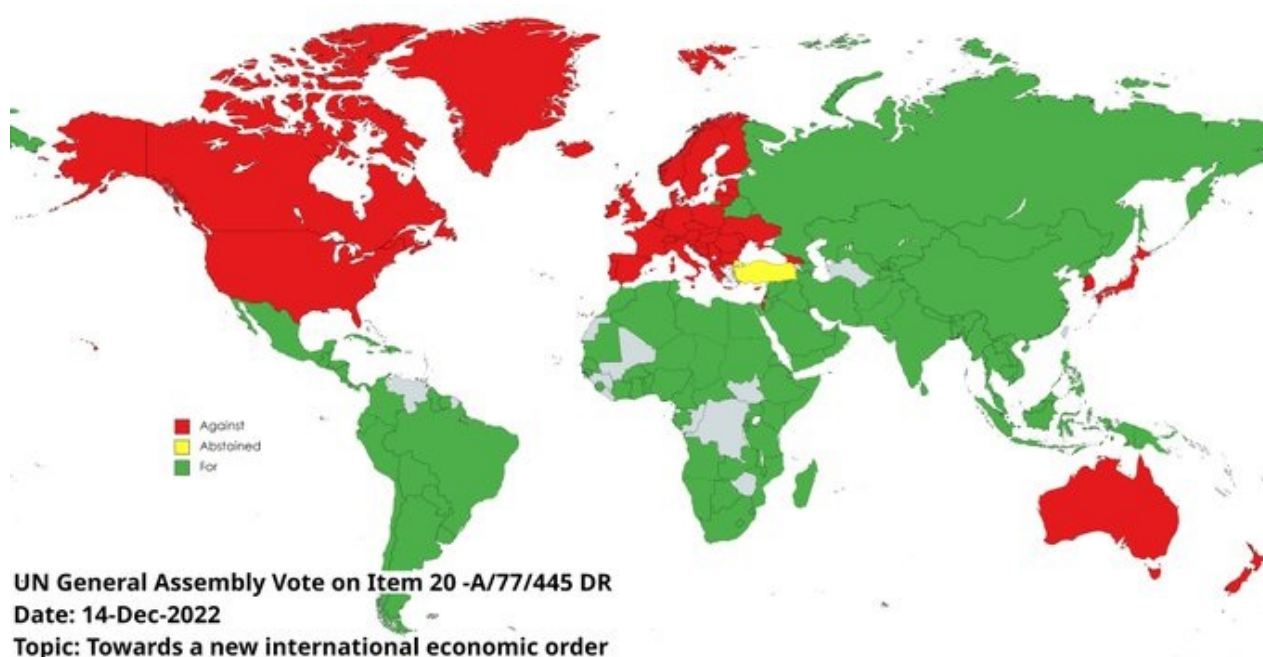 Against
Abstained
For
UN General Assembly Vote on Item 20 -A/77/445 DR
Date: 14-Dec-2022
Topic: Towards a new international economic order